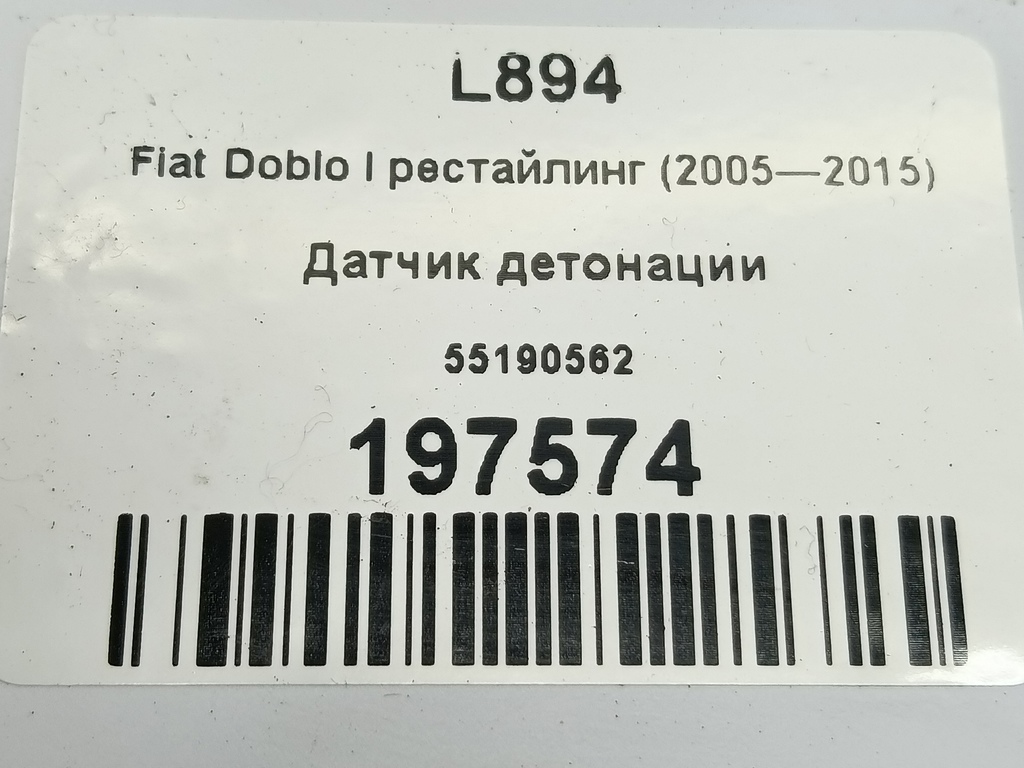 L894
Fiat Doblo I рестайлинг (2005—2015)
Датчик детонации
55190562
197574